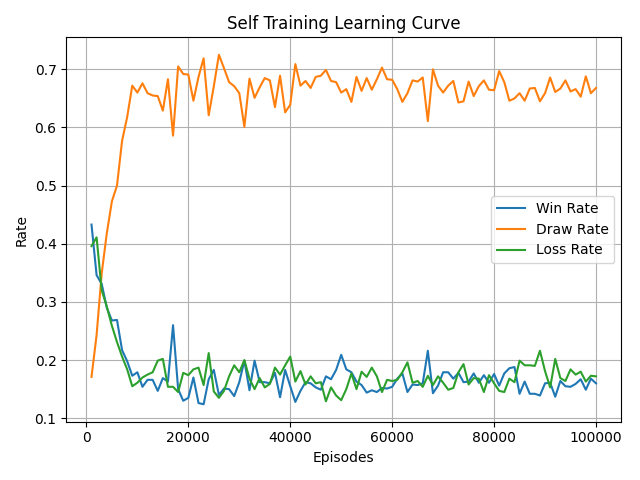 Self Training Learning Curve
Rate
0.7
0.6
0.5
0.4
0.3
0.2
0.1
Win Rate
Draw Rate
Loss Rate
0 20000 40000 60000 80000 100000
Episodes